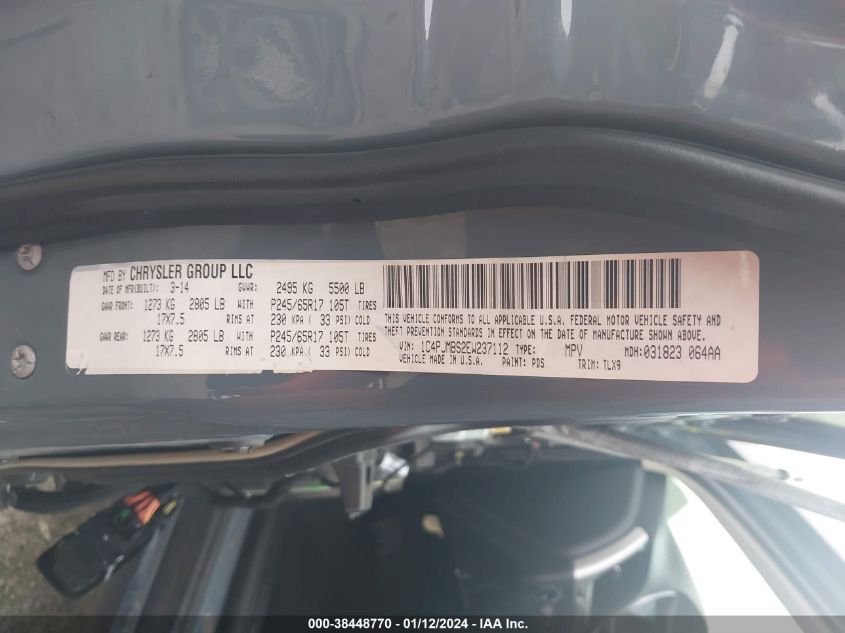 MFD BY CHRYSLER GROUP LLC
DATE OF MFR(BUILT): 3-14 GVWR: 2495 KG 5500 LB
GAWR FRONT: 1273 KG 2805 LB WITH P245/65R17 105T TIRES
17X7.5 RIMS AT 230 KPA ( 33 PSI) COLD
GAWR REAR: 1273 KG 2805 LB WITH P245/65R17 105T TIRES
17X7.5 RIMS AT 230 KPA ( 33 PSI) COLD
THIS VEHICLE CONFORMS TO ALL APPLICABLE U.S.A. FEDERAL MOTOR VEHICLE SAFETY AND
THEFT PREVENTION STANDARDS IN EFFECT ON THE DATE OF MANUFACTURE SHOWN ABOVE.
VIN: 1C4PJMBS2EW237112 TYPE: MPV MDH: 031823 064AA
VEHICLE MADE IN U.S.A. PAINT: PDS TRIM: TLX9
000-38448770 - 01/12/2024 - IAA Inc.